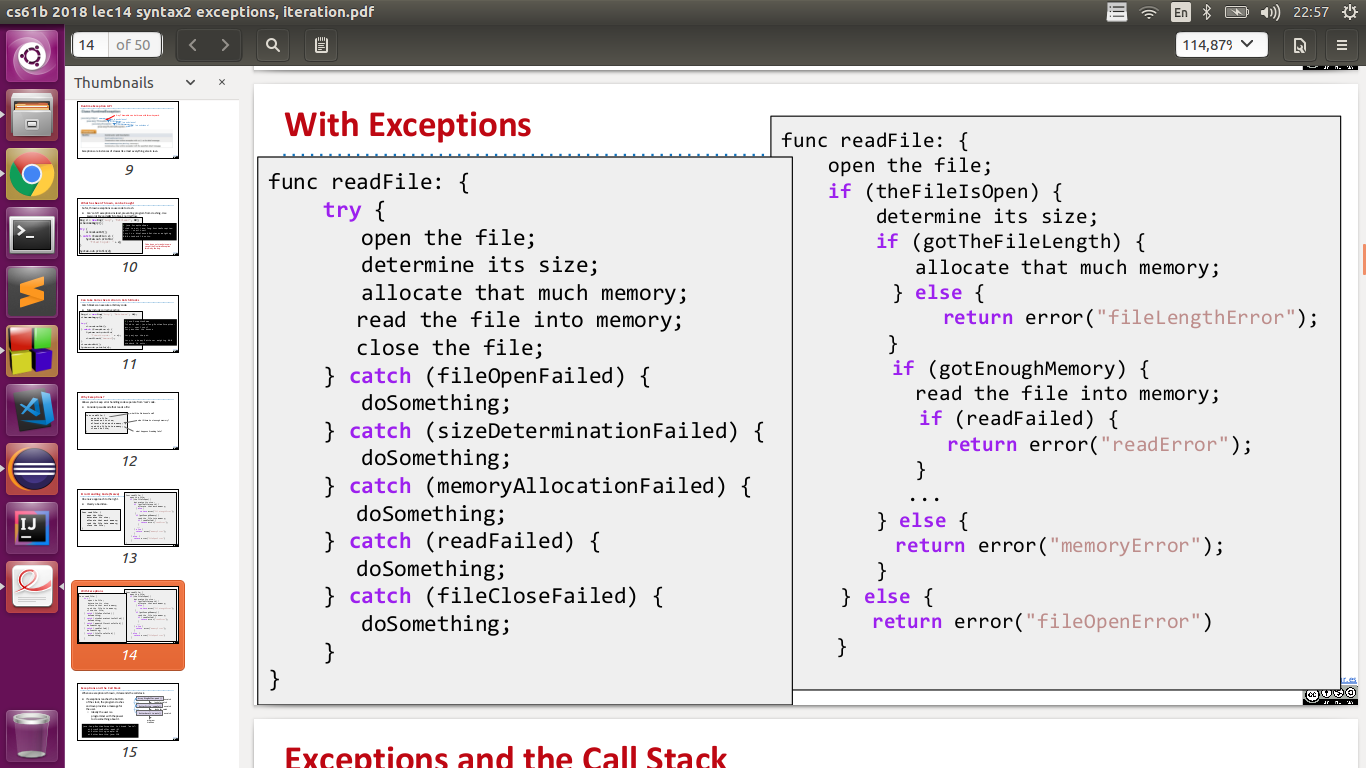 cs61b 2018 lec14 syntax2 exceptions, iteration.pdf
En
22:57
14 of 50
114,87%
Thumbnails
9
10
11
12
13
14
15
With Exceptions
func readFile: {
try {
open the file;
determine its size;
allocate that much memory;
read the file into memory;
close the file;
} catch (fileOpenFailed) {
doSomething;
} catch (sizeDeterminationFailed) {
doSomething;
} catch (memoryAllocationFailed) {
doSomething;
} catch (readFailed) {
doSomething;
} catch (fileCloseFailed) {
doSomething;
}
}
func readFile: {
open the file;
if (theFileIsOpen) {
determine its size;
if (gotTheFileLength) {
allocate that much memory;
} else {
return error("fileLengthError");
}
if (gotEnoughMemory) {
read the file into memory;
if (readFailed) {
return error("readError");
}
...
} else {
return error("memoryError");
}
} else {
return error("fileOpenError")
}
Exceptions and the Call Stack